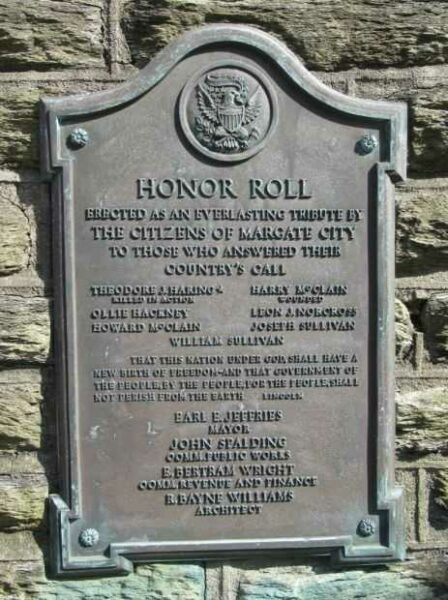 HONOR ROLL
ERECTED AS AN EVERLASTING TRIBUTE BY
THE CITIZENS OF MARGATE CITY
TO THOSE WHO ANSWERED THEIR
COUNTRY'S CALL
THEODORE J. HARING * HARRY McCLAIN
KILLED IN ACTION WOUNDED
OLLIE HACKNEY LEON J. NORCROSS
HOWARD McCLAIN JOSEPH SULLIVAN
WILLIAM SULLIVAN
THAT THIS NATION UNDER GOD, SHALL HAVE A
NEW BIRTH OF FREEDOM-AND THAT GOVERNMENT OF
THE PEOPLE, BY THE PEOPLE, FOR THE PEOPLE, SHALL
NOT PERISH FROM THE EARTH LINCOLN
EARL E. JEFFRIES
MAYOR
JOHN SPALDING
COMM. PUBLIC WORKS
E. BERTRAM WRIGHT
COMM. REVENUE AND FINANCE
R. BAYNE WILLIAMS
ARCHITECT